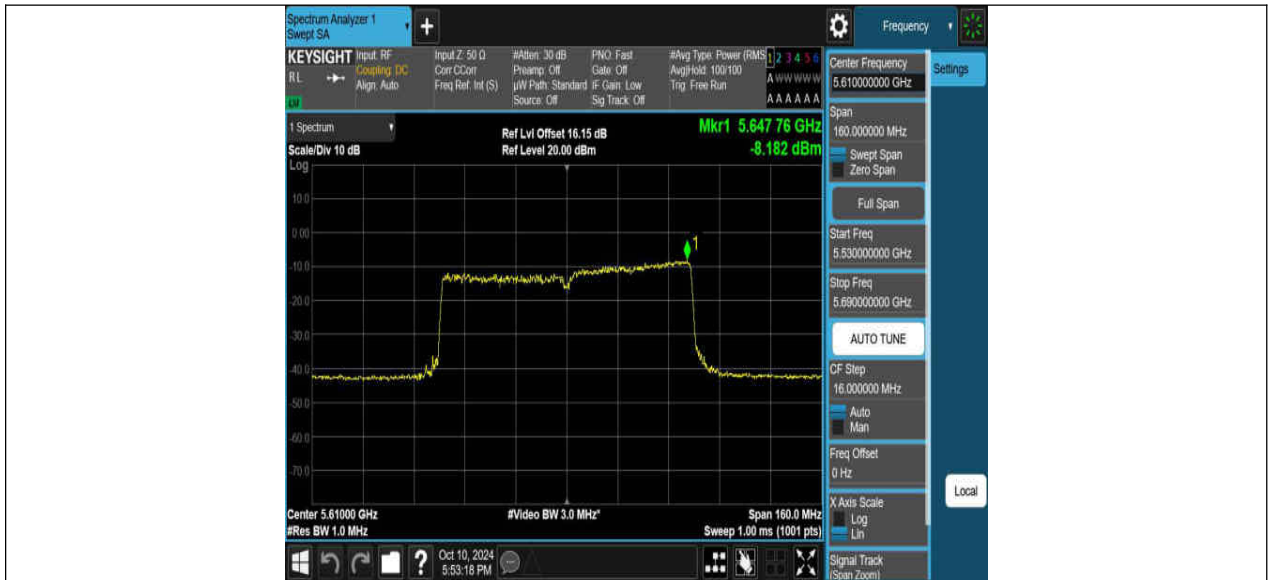 Spectrum Analyzer 1
Swept SA
+
Frequency
KEYSIGHT
RL
LM
Input: RF
Coupling: DC
Align: Auto
Input Z: 50 Ω
Corr CCorr
Freq Ref: Int (S)
#Atten: 30 dB
Preamp: Off
µW Path: Standard
Source: Off
PNO: Fast
Gate: Off
IF Gain: Low
Sig Track: Off
#Avg Type: Power (RMS
Avg|Hold: 100/100
Trig: Free Run
1 2 3 4 5 6
A W W W W W
A A A A A A
Center Frequency
5.610000000 GHz
Settings
Span
160.000000 MHz
Swept Span
Zero Span
Full Span
Start Freq
5.530000000 GHz
Stop Freq
5.690000000 GHz
AUTO TUNE
CF Step
16.000000 MHz
Auto
Man
Freq Offset
0 Hz
X Axis Scale
Log
Lin
Signal Track
(Span Zoom)
Local
1 Spectrum
Scale/Div 10 dB
Log
Ref Lvl Offset 16.15 dB
Ref Level 20.00 dBm
Mkr1 5.647 76 GHz
-8.182 dBm
10.0
0.00
-10.0
-20.0
-30.0
-40.0
-50.0
-60.0
-70.0
1
Center 5.61000 GHz
#Res BW 1.0 MHz
#Video BW 3.0 MHz*
Span 160.0 MHz
Sweep 1.00 ms (1001 pts)
?
Oct 10, 2024
5:53:18 PM